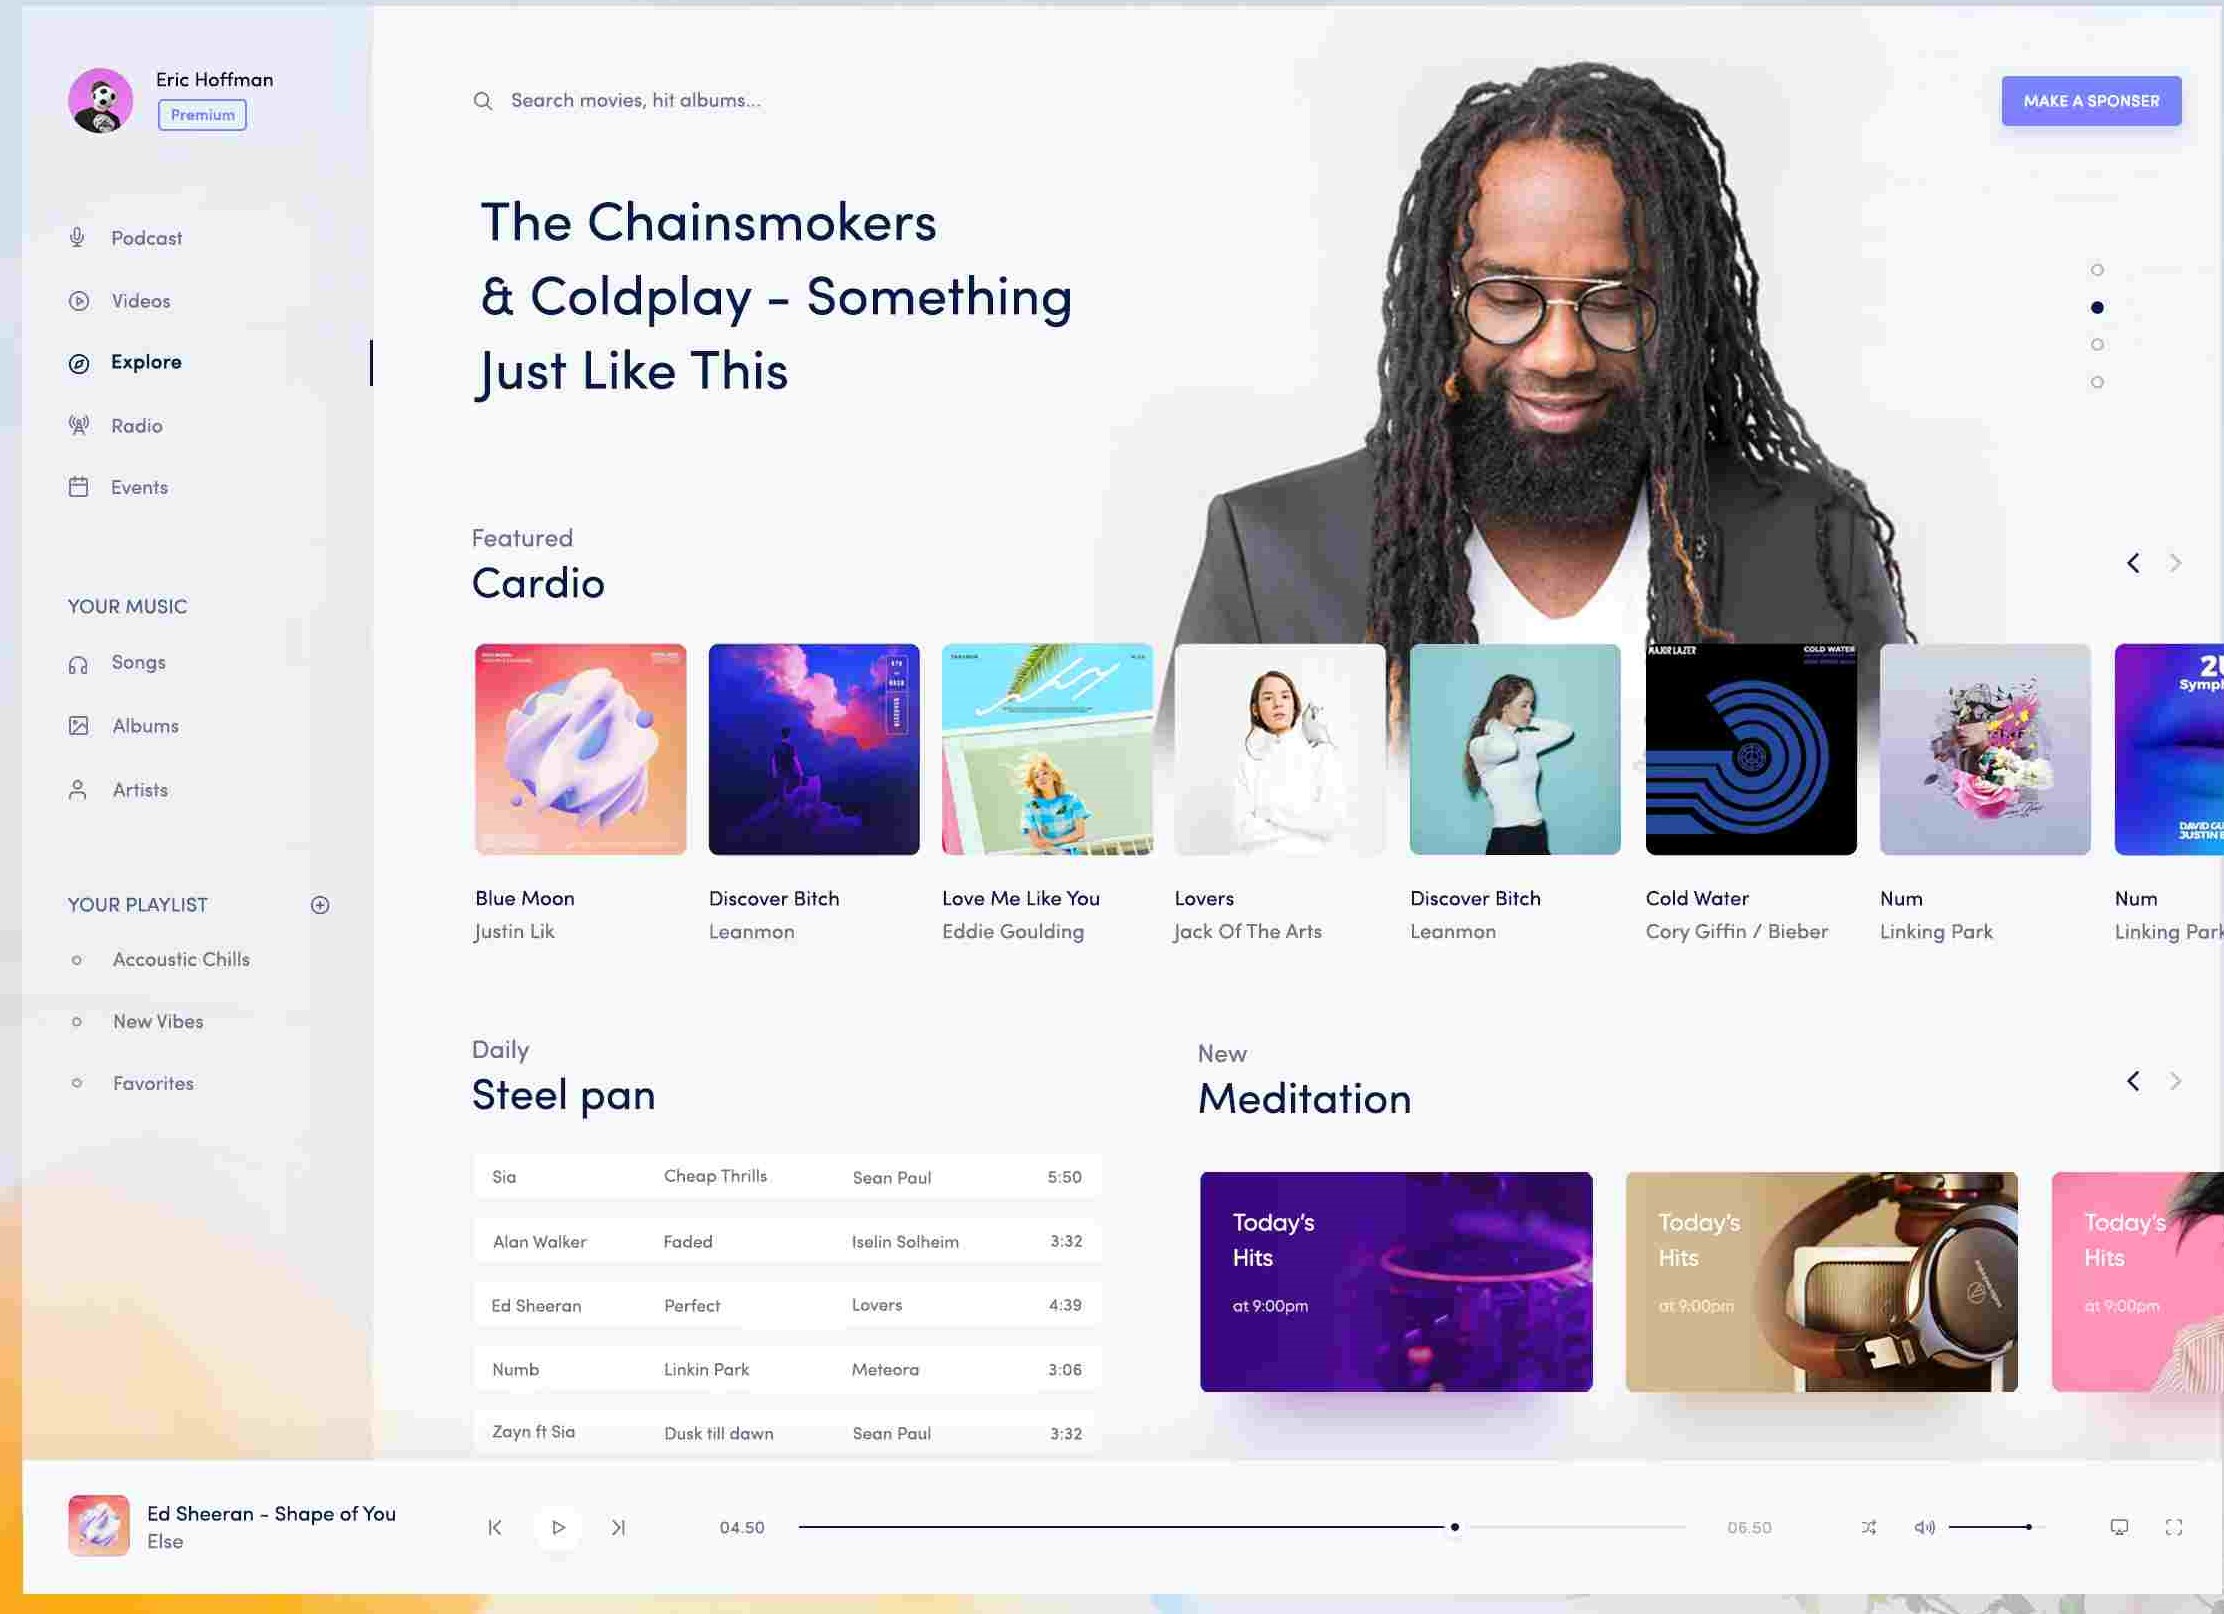 Eric Hoffman
Premium
Search movies, hit albums...
MAKE A SPONSER
Podcast
Videos
Explore
Radio
Events
YOUR MUSIC
Songs
Albums
Artists
YOUR PLAYLIST
Accoustic Chills
New Vibes
Favorites
The Chainsmokers
& Coldplay - Something
Just Like This
Featured
Cardio
MAJOR LAZER
COLD WATER
Symph
DAVID GU
JUSTIN B
Blue Moon
Justin Lik
Discover Bitch
Leanmon
Love Me Like You
Eddie Goulding
Lovers
Jack Of The Arts
Discover Bitch
Leanmon
Cold Water
Cory Giffin / Bieber
Num
Linking Park
Num
Linking Park
Daily
Steel pan
Sia Cheap Thrills Sean Paul 5:50
Alan Walker Faded Iselin Solheim 3:32
Ed Sheeran Perfect Lovers 4:39
Numb Linkin Park Meteora 3:06
Zayn ft Sia Dusk till dawn Sean Paul 3:32
New
Meditation
Today's
Hits
at 9:00pm
Today's
Hits
at 9:00pm
Today's
Hits
at 9:00pm
Ed Sheeran - Shape of You
Else
04.50
06.50